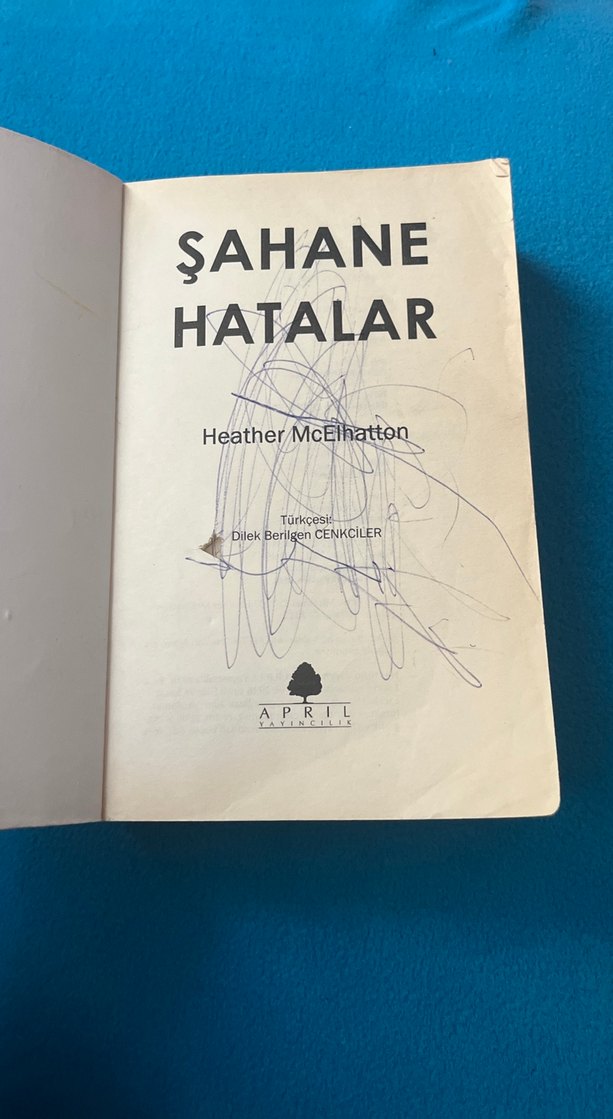 ŞAHANE
HATALAR
Heather McElhatton
Türkçesi:
Dilek Berilgen CENKCİLER
APRIL
YAYINCILIK